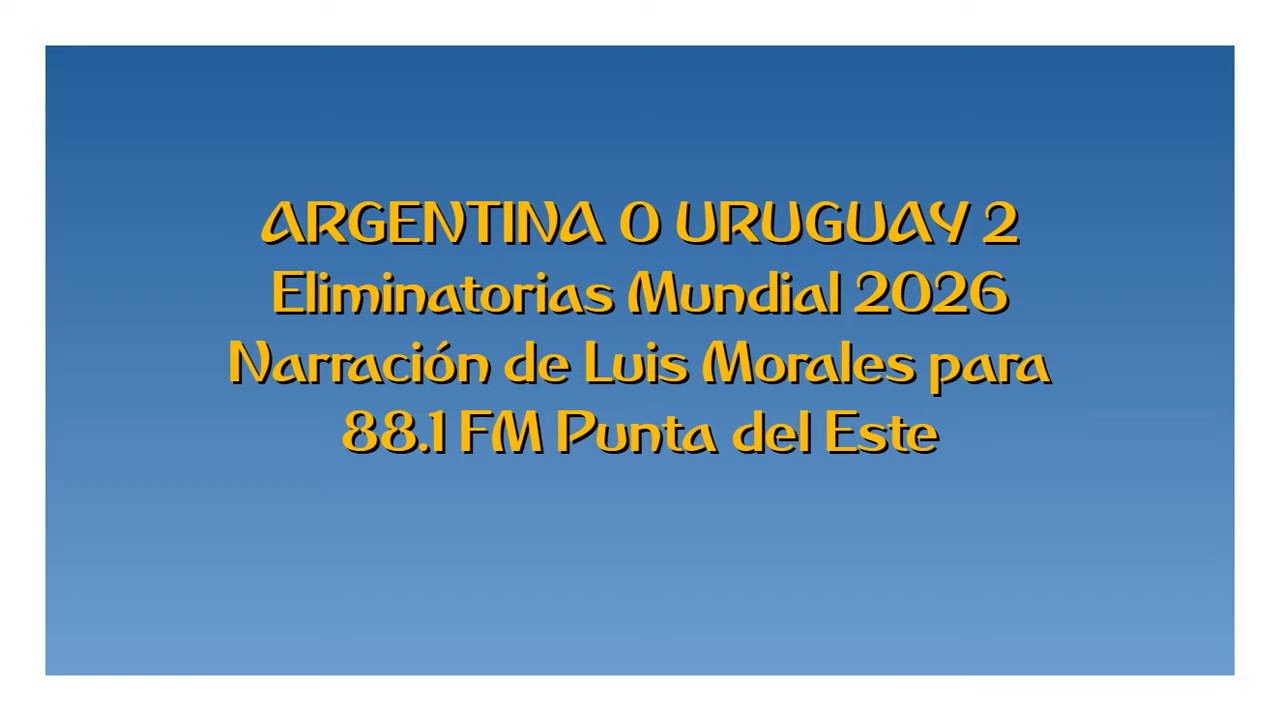 ARGENTINA 0 URUGUAY 2
Eliminatorias Mundial 2026
Narración de Luis Morales para
88.1 FM Punta del Este